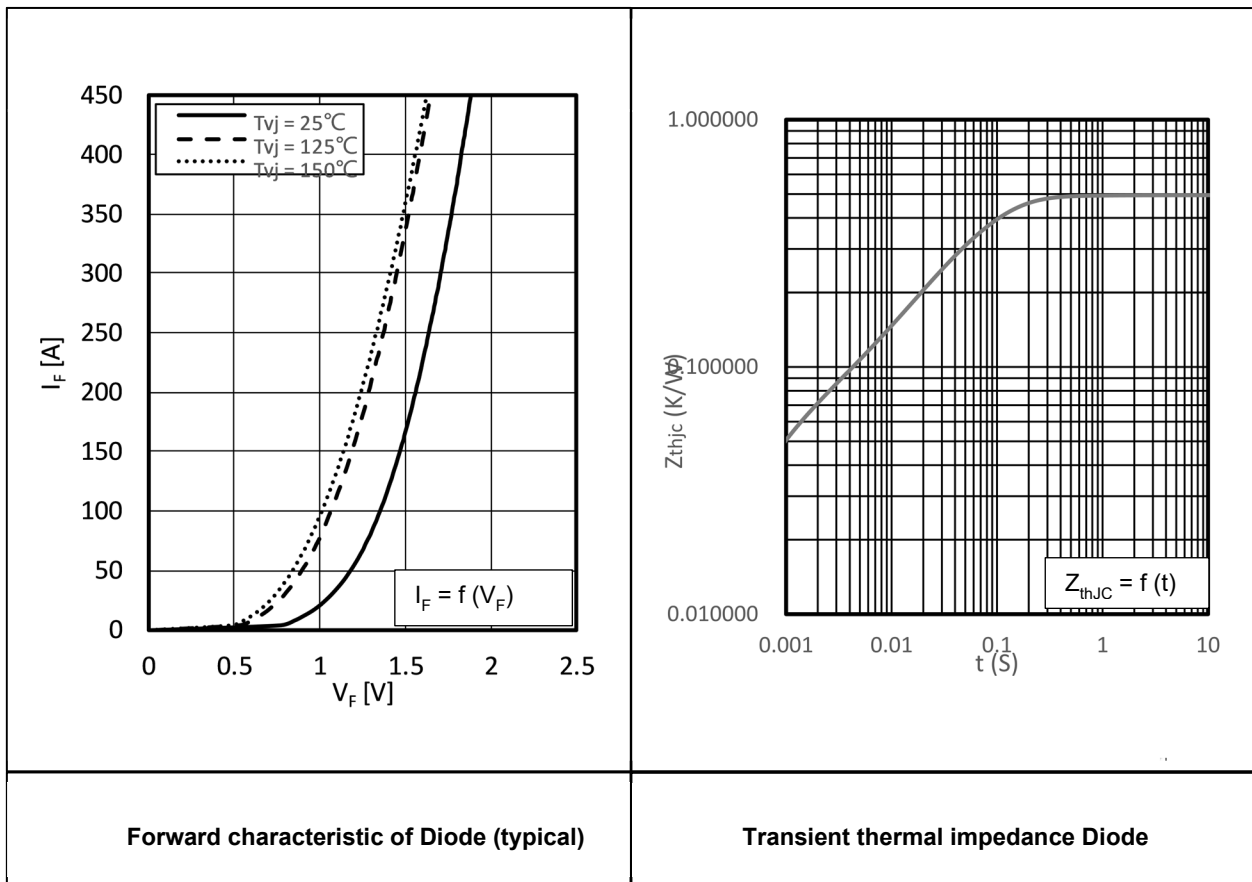 450
400
350
300
250
200
150
100
50
0
I_F [A]
Tvj = 25℃
Tvj = 125℃
Tvj = 150℃
I_F = f (V_F)
0 0.5 1 1.5 2 2.5
V_F [V]
1.000000
0.100000
0.010000
Zthjc (K/W)
Z_thJC = f (t)
0.001 0.01 0.1 1 10
t (S)
Forward characteristic of Diode (typical)
Transient thermal impedance Diode